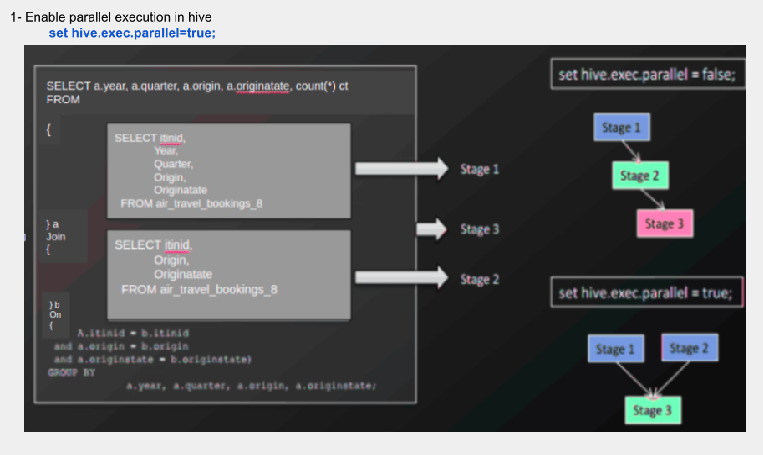 1- Enable parallel execution in hive
set hive.exec.parallel=true;
SELECT a.year, a.quarter, a.origin, a.originatate, count(*) ct
FROM
{
SELECT itinid,
Year,
Quarter,
Origin,
Originatate
FROM air_travel_bookings_8
} a
Join
{
SELECT itinid,
Origin,
Originatate
FROM air_travel_bookings_8
} b
On
{
A.itinid = b.itinid
and a.origin = b.origin
and a.originstate = b.originstate)
GROUP BY
a.year, a.quarter, a.origin, a.originstate;
Stage 1
Stage 3
Stage 2
set hive.exec.parallel = false;
Stage 1
Stage 2
Stage 3
set hive.exec.parallel = true;
Stage 1
Stage 2
Stage 3